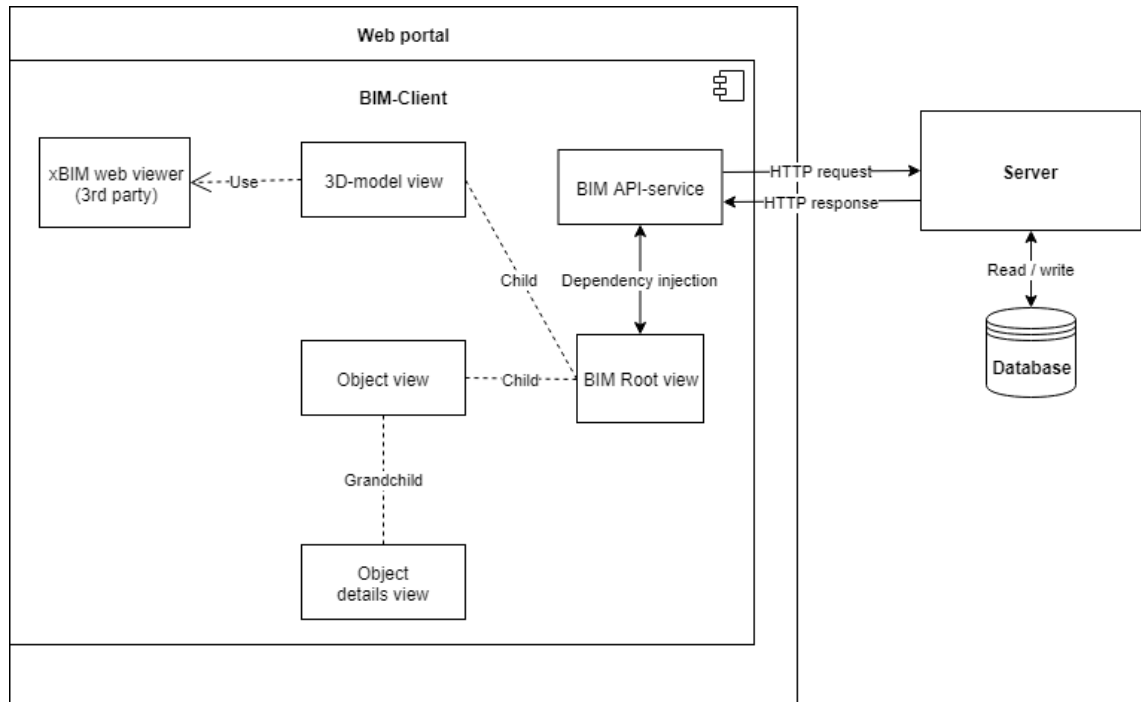 Web portal
BIM-Client
xBIM web viewer
(3rd party)
Use
3D-model view
BIM API-service
HTTP request
HTTP response
Server
Child
Dependency injection
Read / write
Object view
Child
BIM Root view
Database
Grandchild
Object
details view